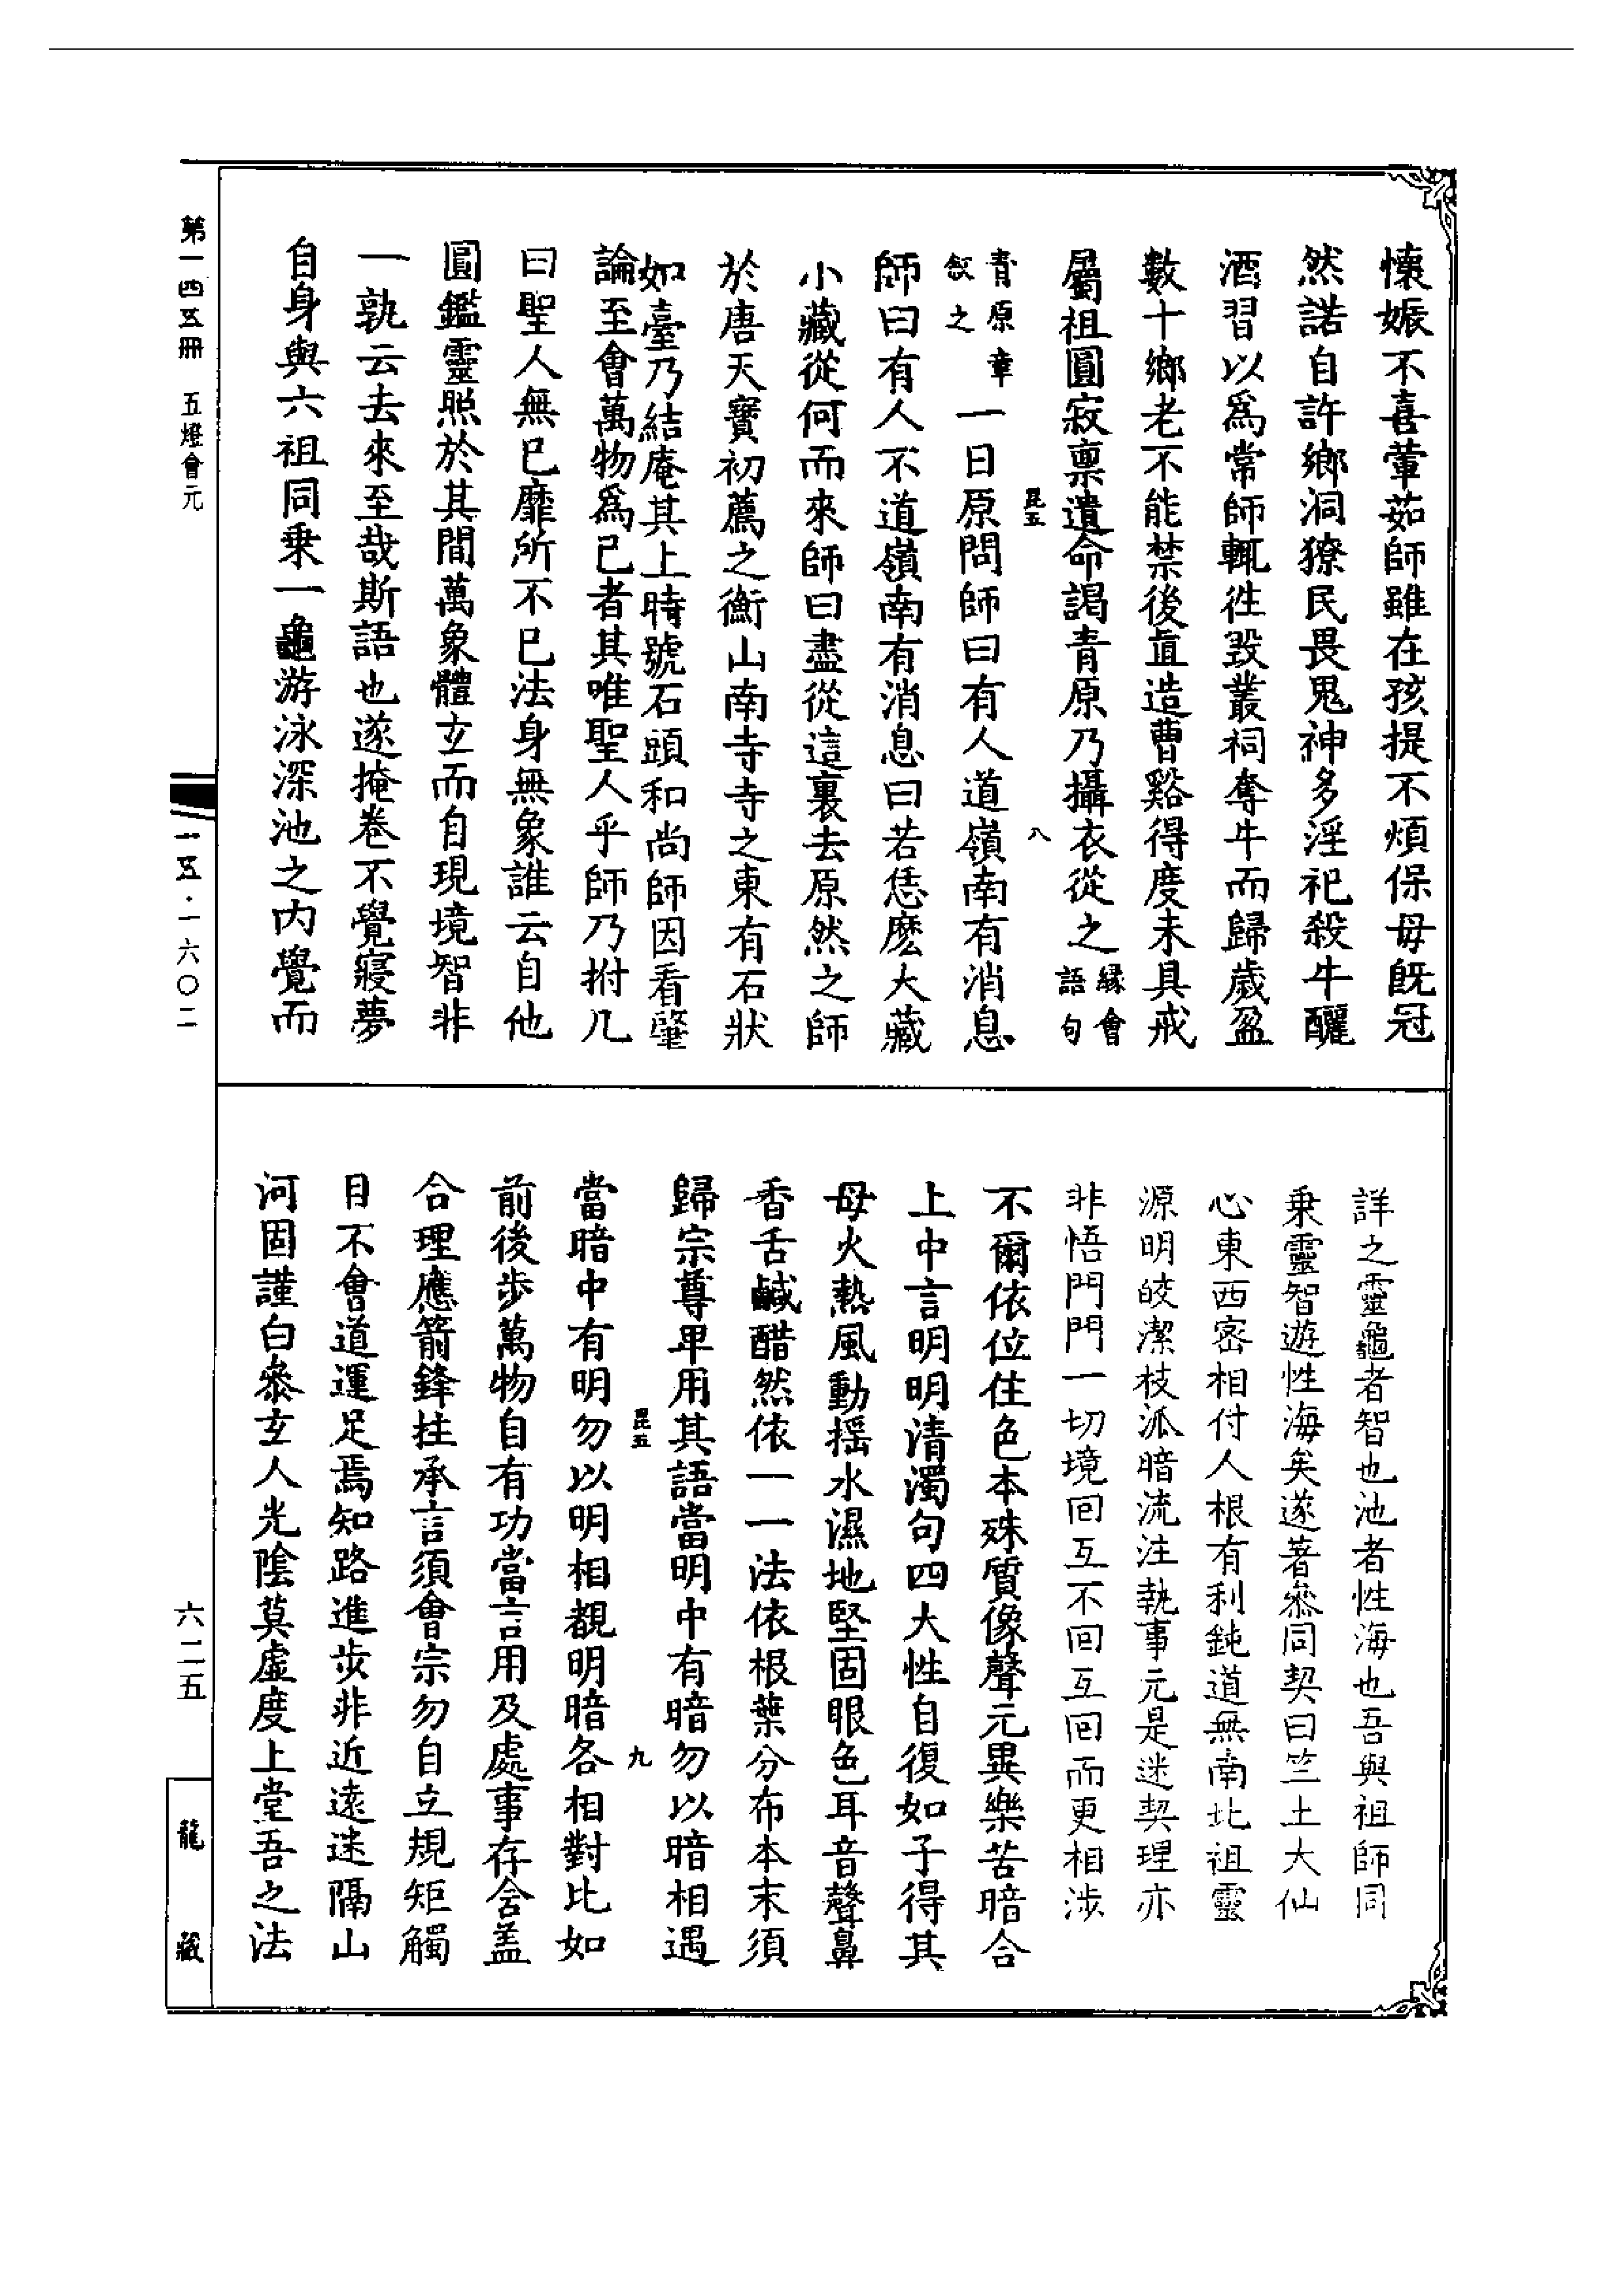 懷娠不喜葷茹師雖在孩提不煩保母旣冠
然諾自許鄉洞獠民畏鬼神多淫祀殺牛釃
酒習以爲常師輒往毀叢祠奪牛而歸歲盈
數十鄉老不能禁後直造曹谿得度未具戒
屬祖圓寂稟遺命謁青原乃攝衣從之緣會語句
昆五 八
青原章敘之一日原問師曰有人道嶺南有消息
師曰有人不道嶺南有消息曰若恁麽大藏
小藏從何而來師曰盡從這裏去原然之師
於唐天寶初薦之衡山南寺寺之東有石狀
如臺乃結庵其上時號石頭和尚師因看肇
論至會萬物爲己者其唯聖人乎師乃拊几
曰聖人無己靡所不己法身無象誰云自他
圓鑑靈照於其間萬象體玄而自現境智非
一孰云去來至哉斯語也遂掩卷不覺寢夢
自身與六祖同乘一龜游泳深池之內覺而
詳之靈龜者智也池者性海也吾與祖師同
乘靈智遊性海矣遂著叅同契曰竺土大仙
心東西密相付人根有利鈍道無南北祖靈
源明皎潔枝派暗流注執事元是迷契理亦
非悟門門一切境回互不回互回而更相涉
不爾依位住色本殊質像聲元異樂苦暗合
上中言明明清濁句四大性自復如子得其
母火熱風動搖水濕地堅固眼色耳音聲鼻
香舌鹹醋然依一一法依根葉分布本末須
歸宗尊卑用其語當明中有暗勿以暗相遇
昆五 九
當暗中有明勿以明相覩明暗各相對比如
前後步萬物自有功當言用及處事存含盖
合理應箭鋒拄承言須會宗勿自立規矩觸
目不會道運足焉知路進步非近遠迷隔山
河固謹白叅玄人光陰莫虛度上堂吾之法
第一四五冊 五燈會元
一五·一六〇二
六二五
龍藏